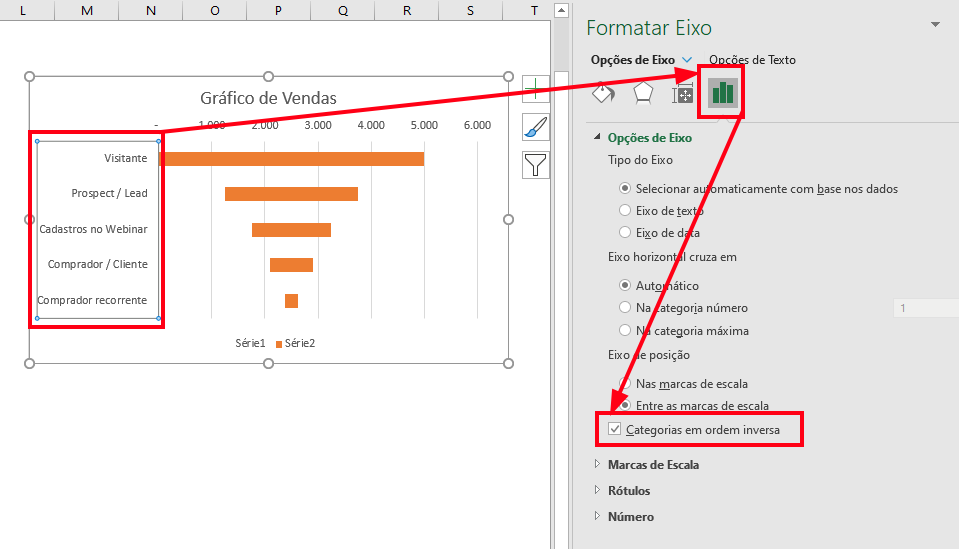 L M N O P Q R S T
Gráfico de Vendas
- 1.000 2.000 3.000 4.000 5.000 6.000
Visitante
Prospect / Lead
Cadastros no Webinar
Comprador / Cliente
Comprador recorrente
Série1 Série2
Formatar Eixo
Opções de Eixo Opções de Texto
Opções de Eixo
Tipo do Eixo
Selecionar automaticamente com base nos dados
Eixo de texto
Eixo de data
Eixo horizontal cruza em
Automático
Na categoria número 1
Na categoria máxima
Eixo de posição
Nas marcas de escala
Entre as marcas de escala
Categorias em ordem inversa
Marcas de Escala
Rótulos
Número